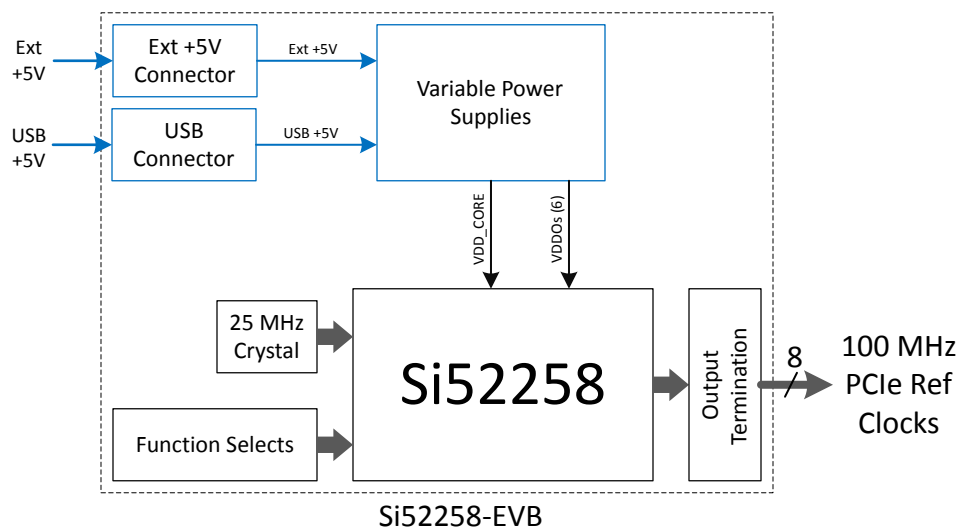 Ext
+5V
Ext +5V
Connector
Ext +5V
Variable Power
Supplies
USB
+5V
USB
Connector
USB +5V
VDD_CORE
VDDOs (6)
25 MHz
Crystal
Si52258
Output
Termination
8
100 MHz
PCIe Ref
Clocks
Function Selects
Si52258-EVB